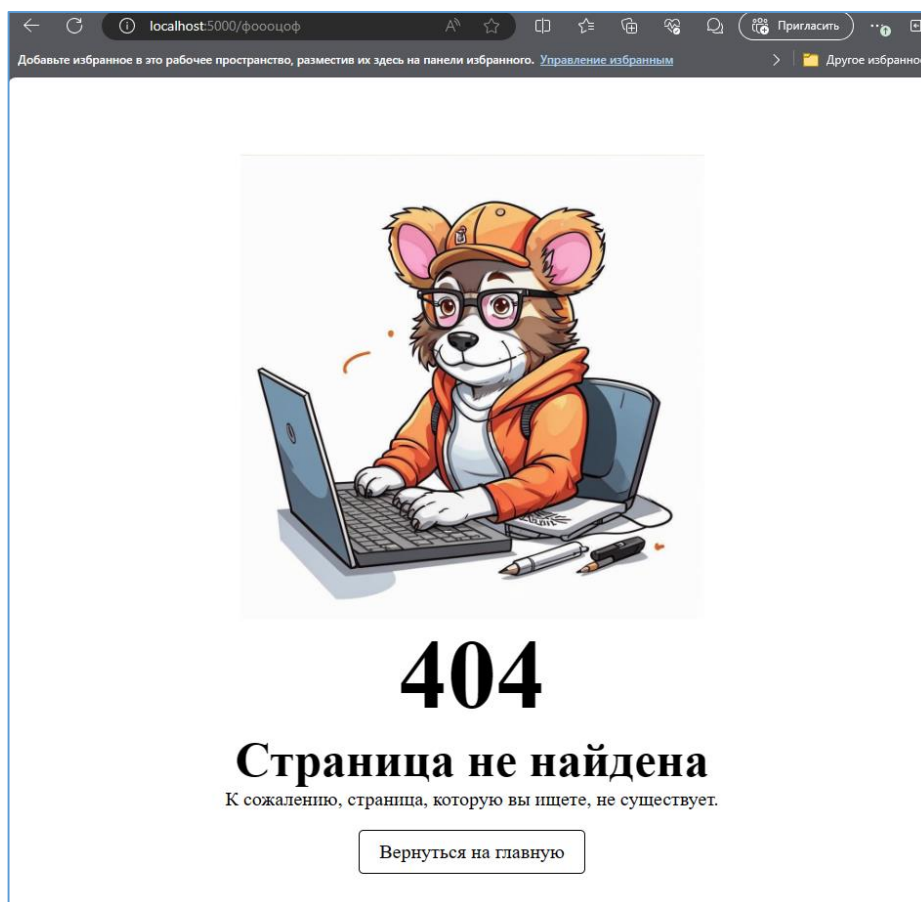 localhost:5000/фоооцоф
Пригласить
Добавьте избранное в это рабочее пространство, разместив их здесь на панели избранного. Управление избранным
Другое избранное
404
Страница не найдена
К сожалению, страница, которую вы ищете, не существует.
Вернуться на главную